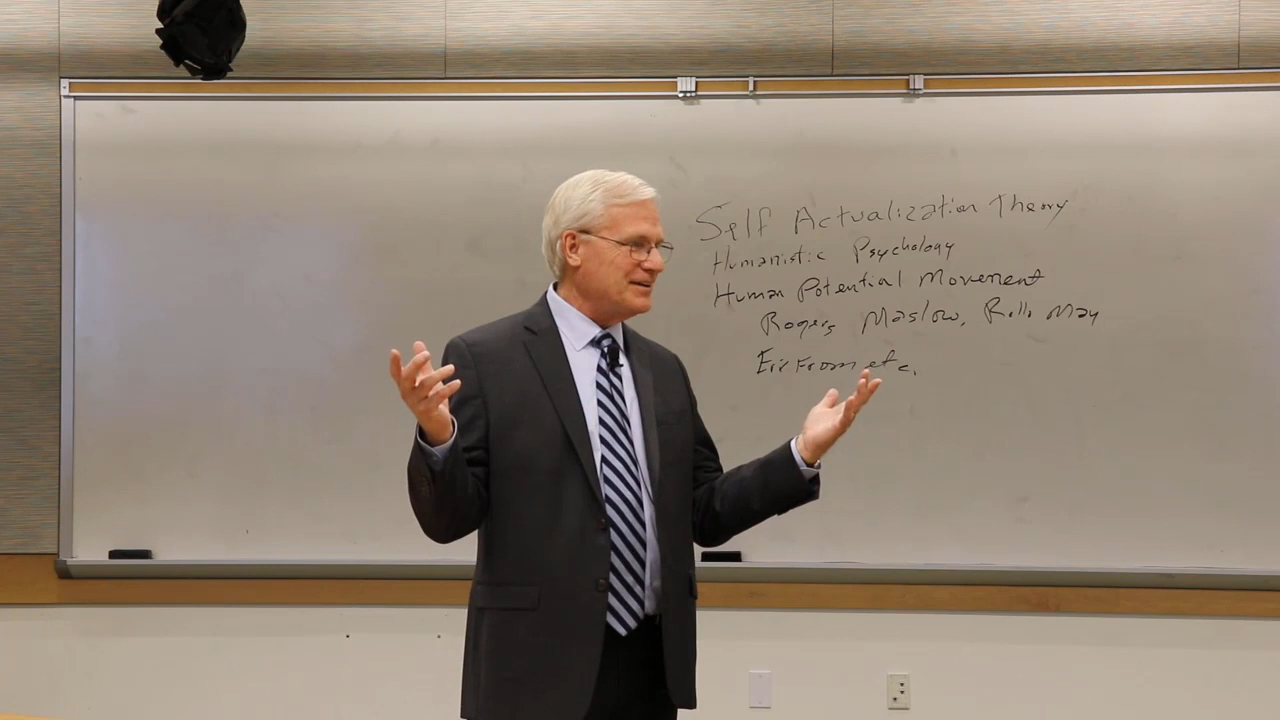 Self Actualization Theory
Humanistic Psychology
Human Potential Movement
Rogers, Maslow, Rollo May
Eric Fromm etc.